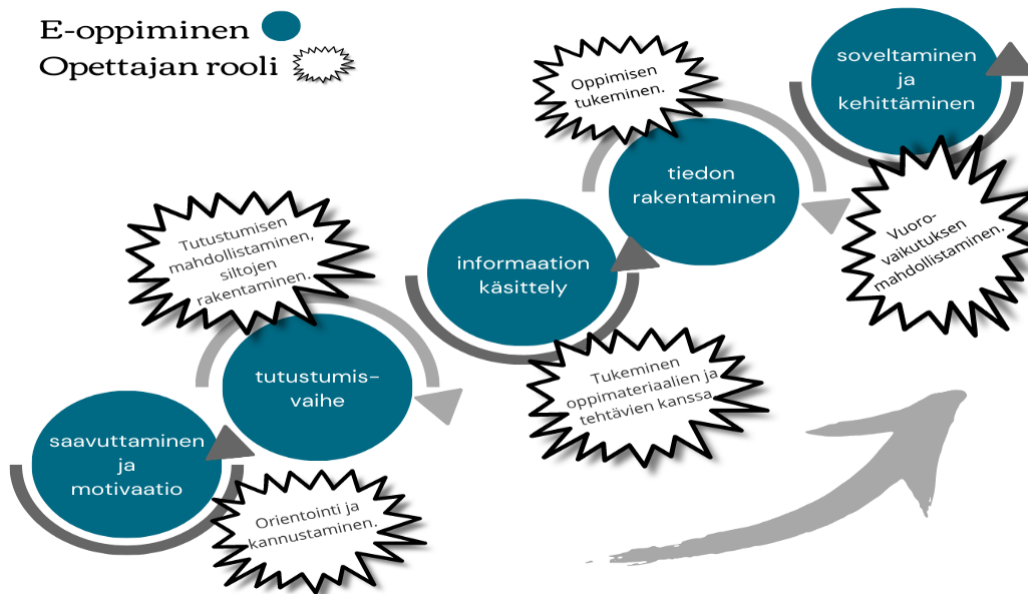 E-oppiminen
Opettajan rooli
saavuttaminen
ja
motivaatio
Orientointi ja
kannustaminen.
tutustumis-
vaihe
Tutustumisen
mahdollistaminen,
siltojen
rakentaminen.
informaation
käsittely
Tukeminen
oppimateriaalien ja
tehtävien kanssa.
tiedon
rakentaminen
Oppimisen
tukeminen.
soveltaminen
ja
kehittäminen
Vuoro-
vaikutuksen
mahdollistaminen.